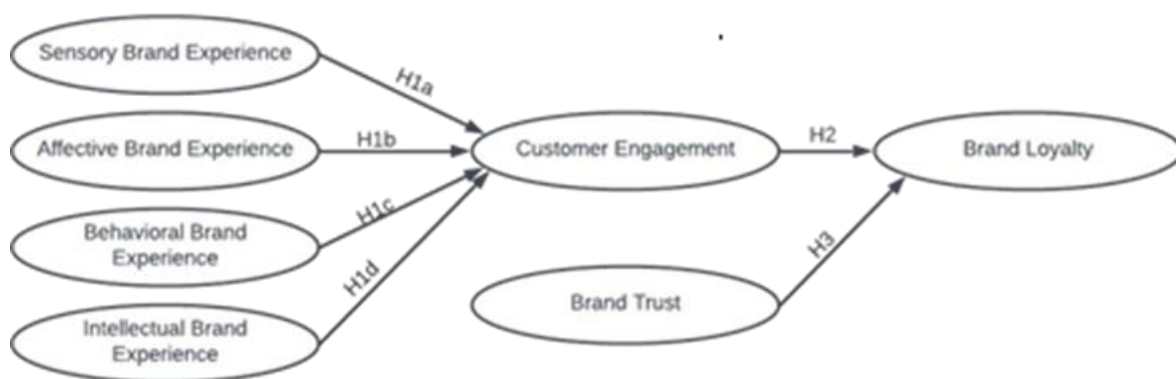 Sensory Brand Experience
H1a
Affective Brand Experience
H1b
Customer Engagement
H2
Brand Loyalty
Behavioral Brand
Experience
H1c
H1d
H3
Brand Trust
Intellectual Brand
Experience